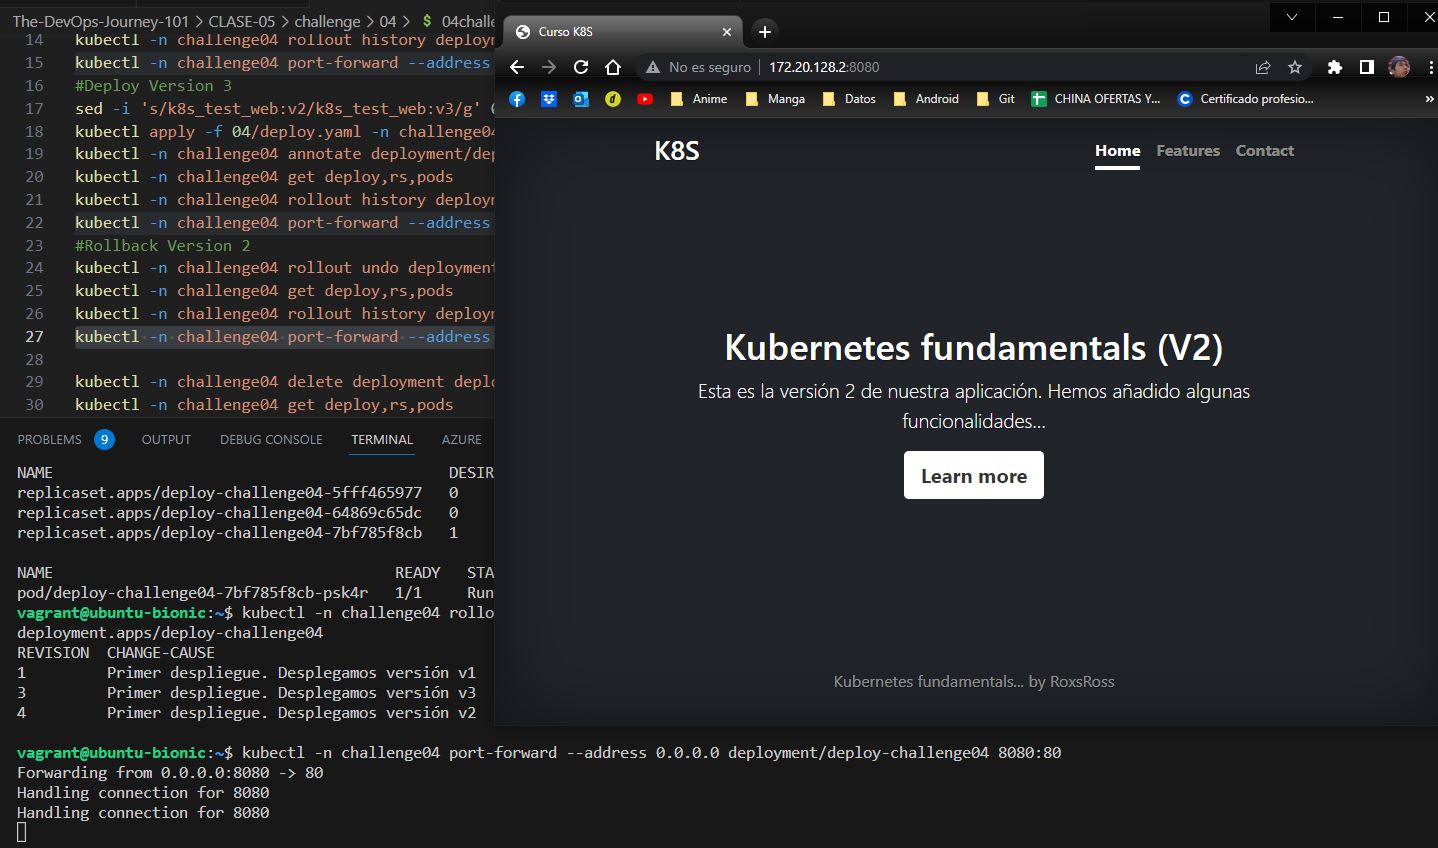 The-DevOps-Journey-101 > CLASE-05 > challenge > 04 > $ 04challe
14 kubectl -n challenge04 rollout history deployn
15 kubectl -n challenge04 port-forward --address
16 #Deploy Version 3
17 sed -i 's/k8s_test_web:v2/k8s_test_web:v3/g' 0
18 kubectl apply -f 04/deploy.yaml -n challenge04
19 kubectl -n challenge04 annotate deployment/dep
20 kubectl -n challenge04 get deploy,rs,pods
21 kubectl -n challenge04 rollout history deployn
22 kubectl -n challenge04 port-forward --address
23 #Rollback Version 2
24 kubectl -n challenge04 rollout undo deployment
25 kubectl -n challenge04 get deploy,rs,pods
26 kubectl -n challenge04 rollout history deployn
27 kubectl -n challenge04 port-forward --address
28
29 kubectl -n challenge04 delete deployment deplo
30 kubectl -n challenge04 get deploy,rs,pods
Curso K8S
No es seguro | 172.20.128.2:8080
Anime Manga Datos Android Git CHINA OFERTAS Y... Certificado profesio... »
K8S Home Features Contact
Kubernetes fundamentals (V2)
Esta es la versión 2 de nuestra aplicación. Hemos añadido algunas
funcionalidades...
Learn more
Kubernetes fundamentals... by RoxsRoss
PROBLEMS 9 OUTPUT DEBUG CONSOLE TERMINAL AZURE
NAME DESIR
replicaset.apps/deploy-challenge04-5fff465977 0
replicaset.apps/deploy-challenge04-64869c65dc 0
replicaset.apps/deploy-challenge04-7bf785f8cb 1
NAME READY STA
pod/deploy-challenge04-7bf785f8cb-psk4r 1/1 Run
vagrant@ubuntu-bionic:~$ kubectl -n challenge04 rollo
deployment.apps/deploy-challenge04
REVISION CHANGE-CAUSE
1 Primer despliegue. Desplegamos versión v1
3 Primer despliegue. Desplegamos versión v3
4 Primer despliegue. Desplegamos versión v2
vagrant@ubuntu-bionic:~$ kubectl -n challenge04 port-forward --address 0.0.0.0 deployment/deploy-challenge04 8080:80
Forwarding from 0.0.0.0:8080 -> 80
Handling connection for 8080
Handling connection for 8080